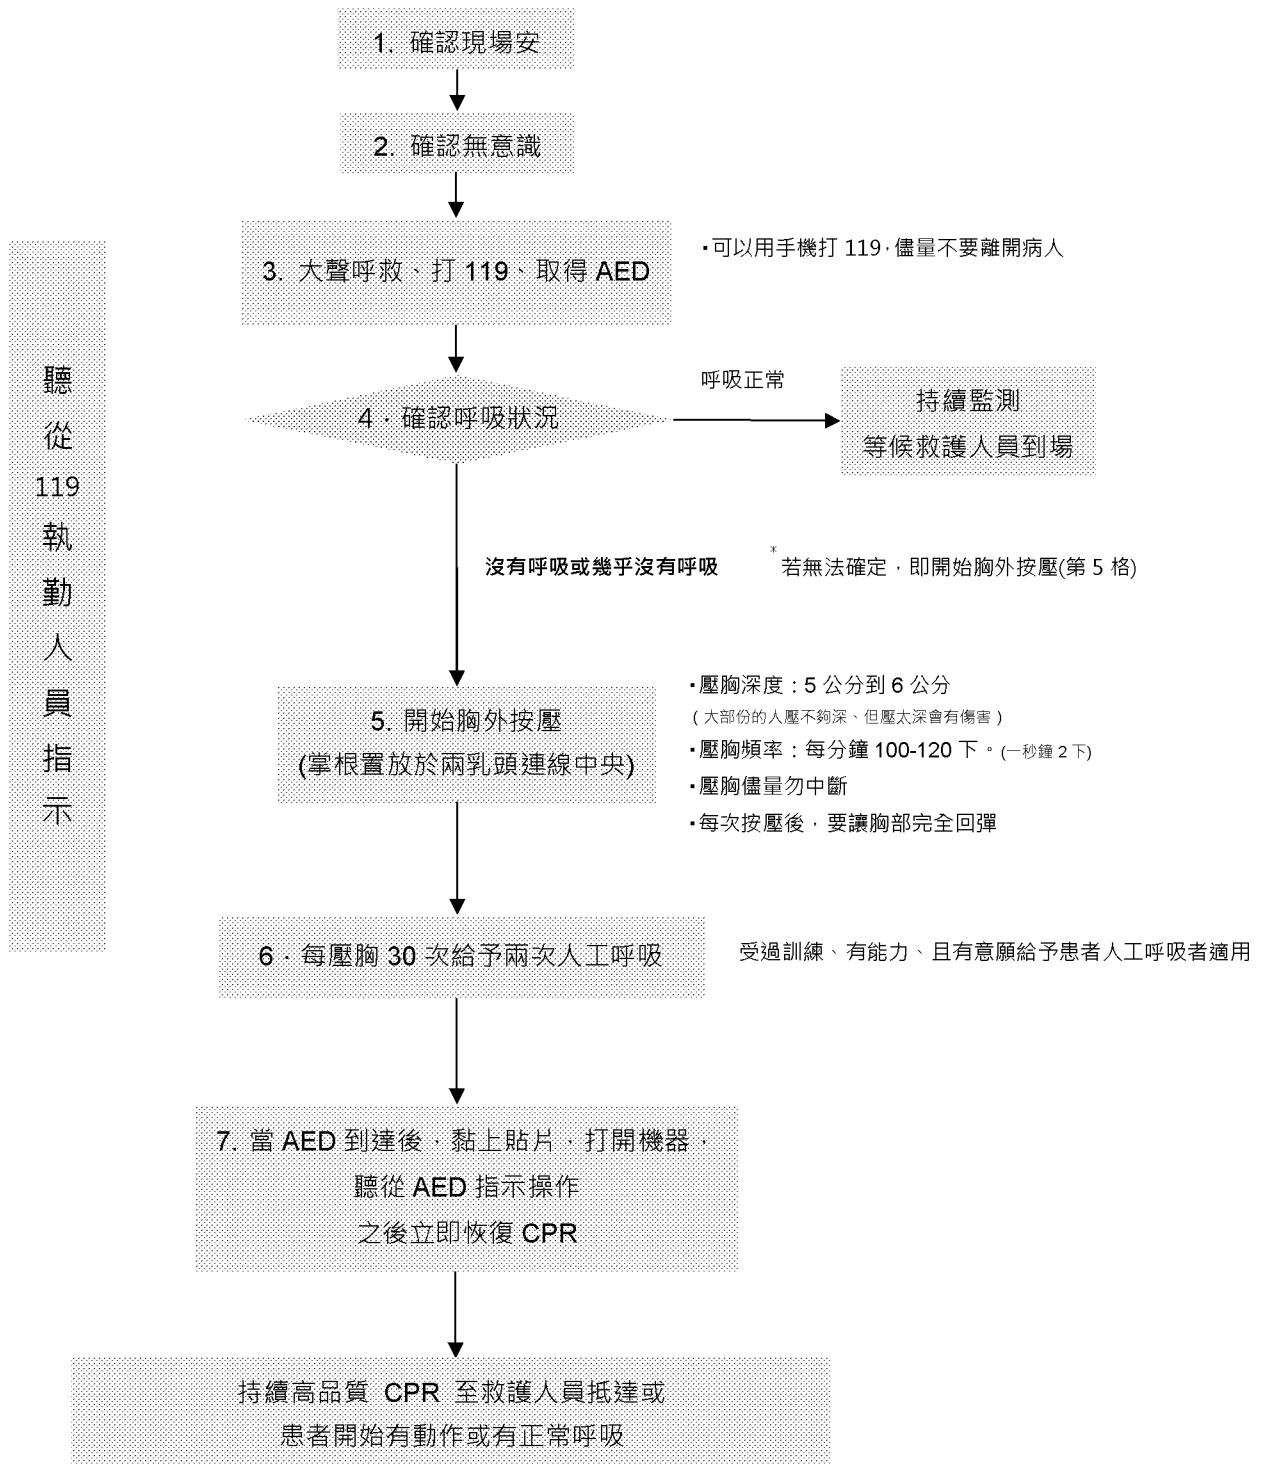 1. 確認現場安
2. 確認無意識
3. 大聲呼救、打 119、取得 AED
▪可以用手機打 119，儘量不要離開病人
聽從119執勤人員指示
4．確認呼吸狀況
呼吸正常
持續監測
等候救護人員到場
沒有呼吸或幾乎沒有呼吸
*若無法確定，即開始胸外按壓(第 5 格)
5. 開始胸外按壓
(掌根置放於兩乳頭連線中央)
▪壓胸深度：5 公分到 6 公分
(大部份的人壓不夠深、但壓太深會有傷害)
▪壓胸頻率：每分鐘 100-120 下。(一秒鐘 2 下)
▪壓胸儘量勿中斷
▪每次按壓後，要讓胸部完全回彈
6．每壓胸 30 次給予兩次人工呼吸
受過訓練、有能力、且有意願給予患者人工呼吸者適用
7. 當 AED 到達後，黏上貼片，打開機器，
聽從 AED 指示操作
之後立即恢復 CPR
持續高品質 CPR 至救護人員抵達或
患者開始有動作或有正常呼吸